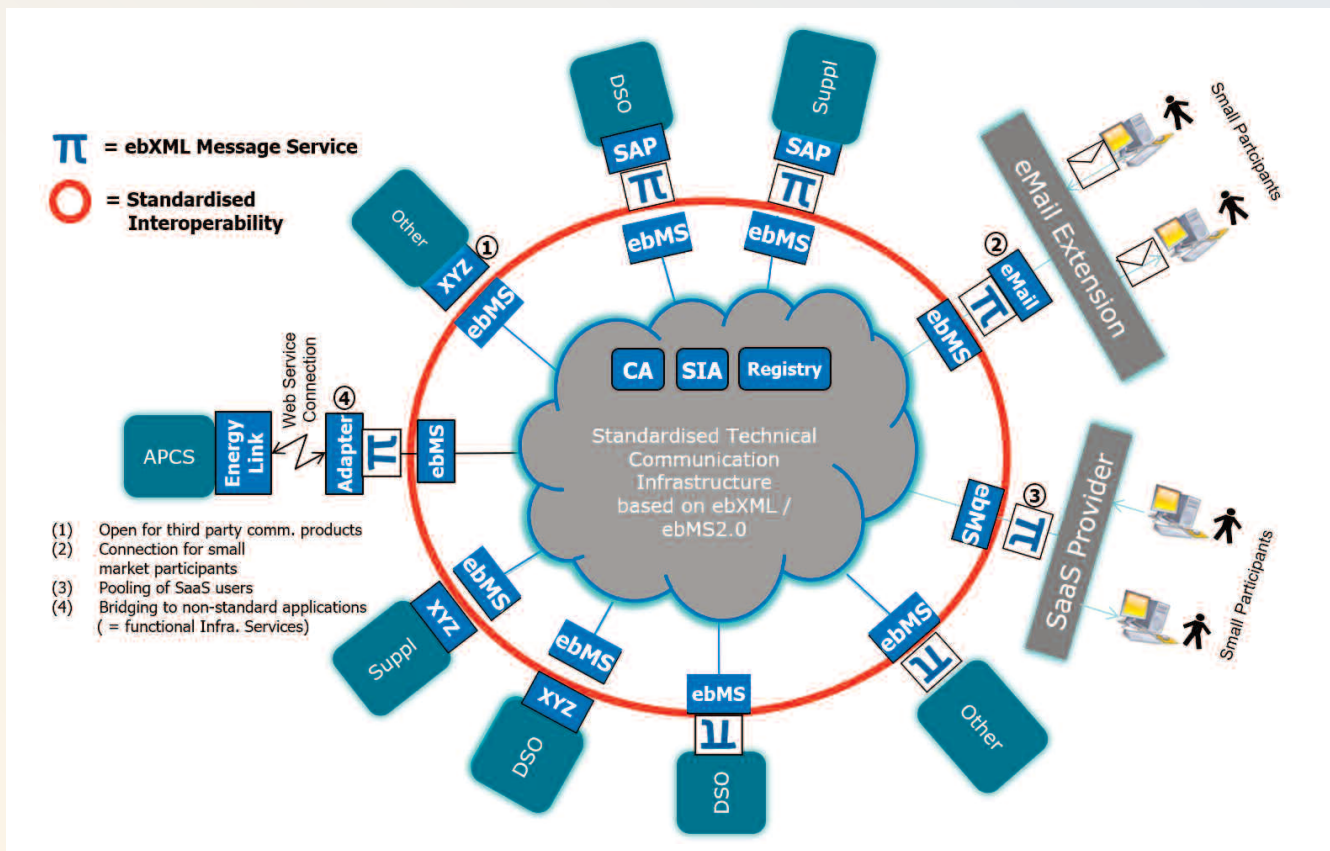 π = ebXML Message Service
= Standardised
Interoperability
DSO
SAP
π
ebMS
Suppl
SAP
π
ebMS
Other
XYZ
①
ebMS
②
eMail
π
ebMS
eMail Extension
Small Partcipants
CA
SIA
Registry
Standardised Technical
Communication
Infrastructure
based on ebXML /
ebMS2.0
APCS
Energy
Link
Web Service
Connection
④
Adapter
π
ebMS
ebMS
③
π
SaaS Provider
Small Participants
(1) Open for third party comm. products
(2) Connection for small
market participants
(3) Pooling of SaaS users
(4) Bridging to non-standard applications
( = functional Infra. Services)
ebMS
XYZ
Suppl
ebMS
XYZ
DSO
ebMS
π
DSO
ebMS
π
Other